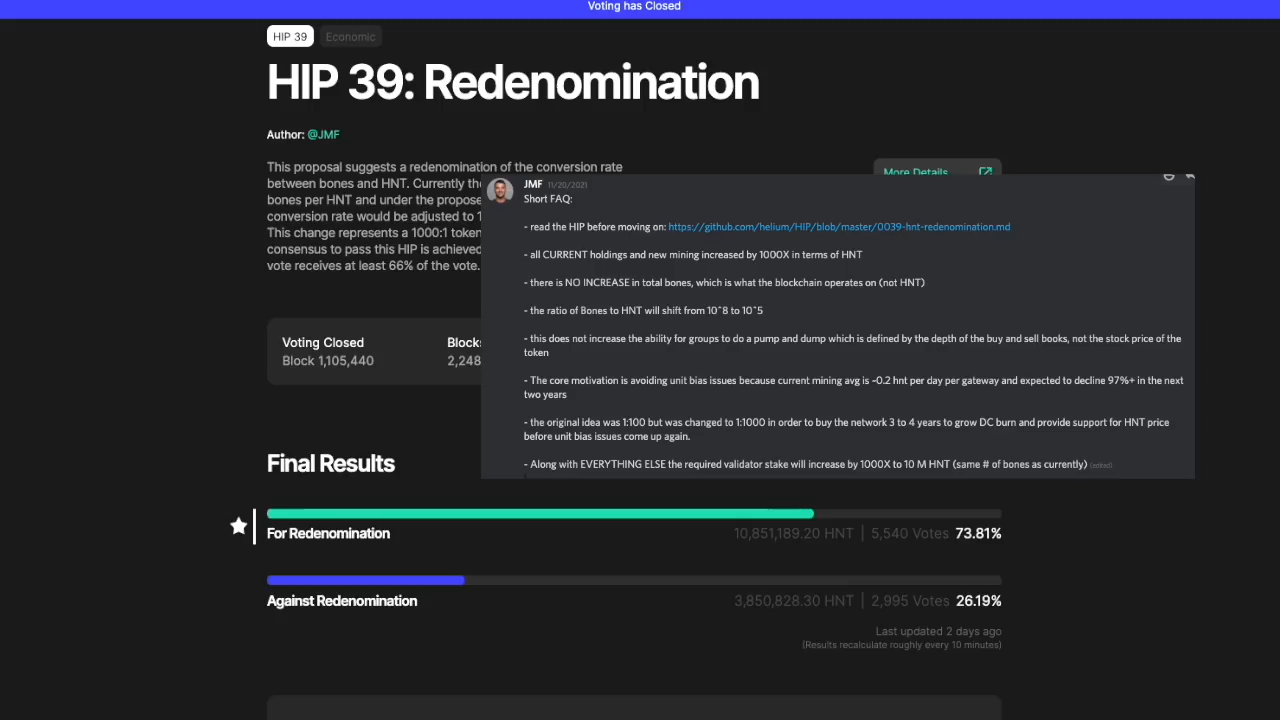 Voting has Closed
HIP 39
Economic
HIP 39: Redenomination
Author: @JMF
This proposal suggests a redenomination of the conversion rate
between bones and HNT. Currently the
bones per HNT and under the propose
conversion rate would be adjusted to 1
This change represents a 1000:1 token
consensus to pass this HIP is achieved
vote receives at least 66% of the vote.
More Details
JMF 11/20/2021
Short FAQ:
- read the HIP before moving on: https://github.com/helium/HIP/blob/master/0039-hnt-redenomination.md
- all CURRENT holdings and new mining increased by 1000X in terms of HNT
- there is NO INCREASE in total bones, which is what the blockchain operates on (not HNT)
- the ratio of Bones to HNT will shift from 10^8 to 10^5
- this does not increase the ability for groups to do a pump and dump which is defined by the depth of the buy and sell books, not the stock price of the
token
- The core motivation is avoiding unit bias issues because current mining avg is ~0.2 hnt per day per gateway and expected to decline 97%+ in the next
two years
- the original idea was 1:100 but was changed to 1:1000 in order to buy the network 3 to 4 years to grow DC burn and provide support for HNT price
before unit bias issues come up again.
- Along with EVERYTHING ELSE the required validator stake will increase by 1000X to 10 M HNT (same # of bones as currently) (edited)
Voting Closed
Block 1,105,440
Blocks
2,248
Final Results
For Redenomination
10,851,189.20 HNT | 5,540 Votes 73.81%
Against Redenomination
3,850,828.30 HNT | 2,995 Votes 26.19%
Last updated 2 days ago
(Results recalculate roughly every 10 minutes)